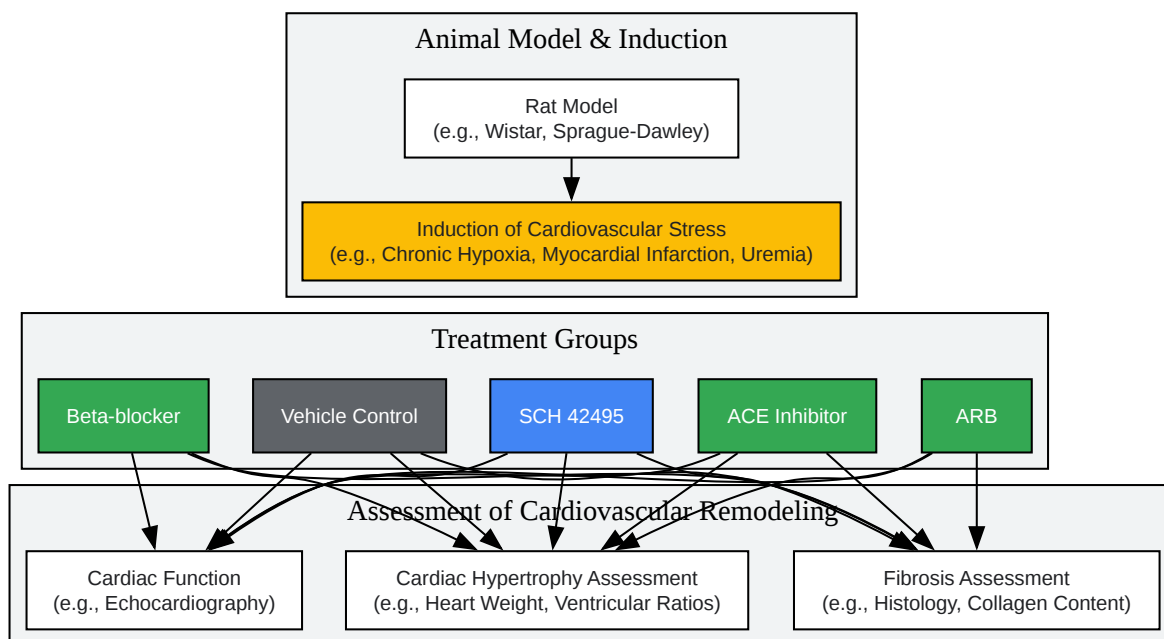 Animal Model & Induction
Rat Model
(e.g., Wistar, Sprague-Dawley)
Induction of Cardiovascular Stress
(e.g., Chronic Hypoxia, Myocardial Infarction, Uremia)
Treatment Groups
Beta-blocker
Vehicle Control
SCH 42495
ACE Inhibitor
ARB
Assessment of Cardiovascular Remodeling
Cardiac Function
(e.g., Echocardiography)
Cardiac Hypertrophy Assessment
(e.g., Heart Weight, Ventricular Ratios)
Fibrosis Assessment
(e.g., Histology, Collagen Content)